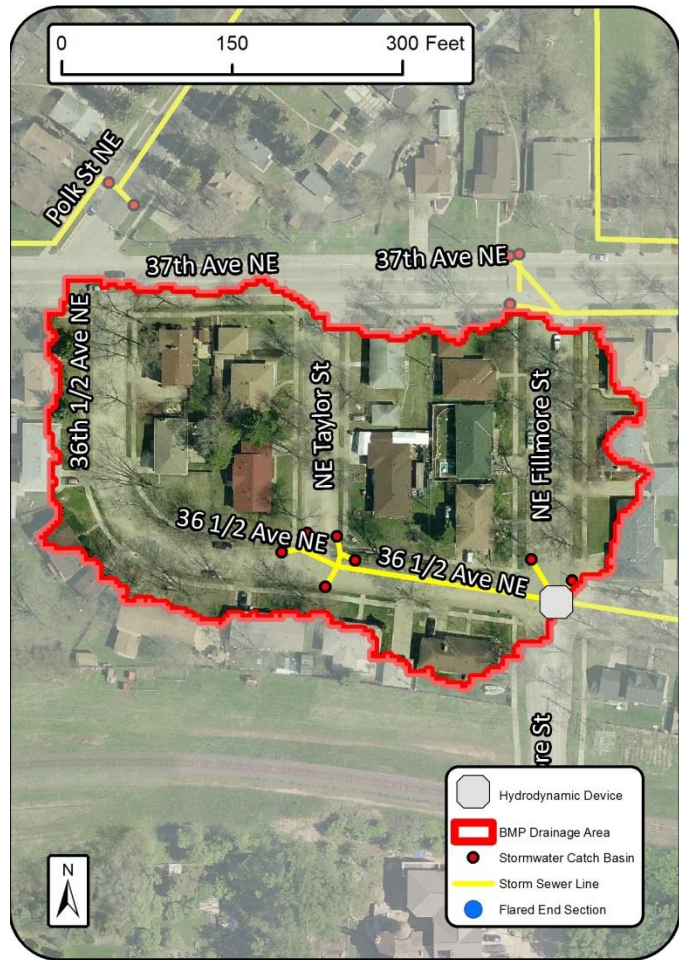 0 150 300 Feet
Polk St NE
37th Ave NE
37th Ave NE
36th 1/2 Ave NE
NE Taylor St
NE Fillmore St
36 1/2 Ave NE
36 1/2 Ave NE
ore St
Hydrodynamic Device
BMP Drainage Area
Stormwater Catch Basin
Storm Sewer Line
Flared End Section
N